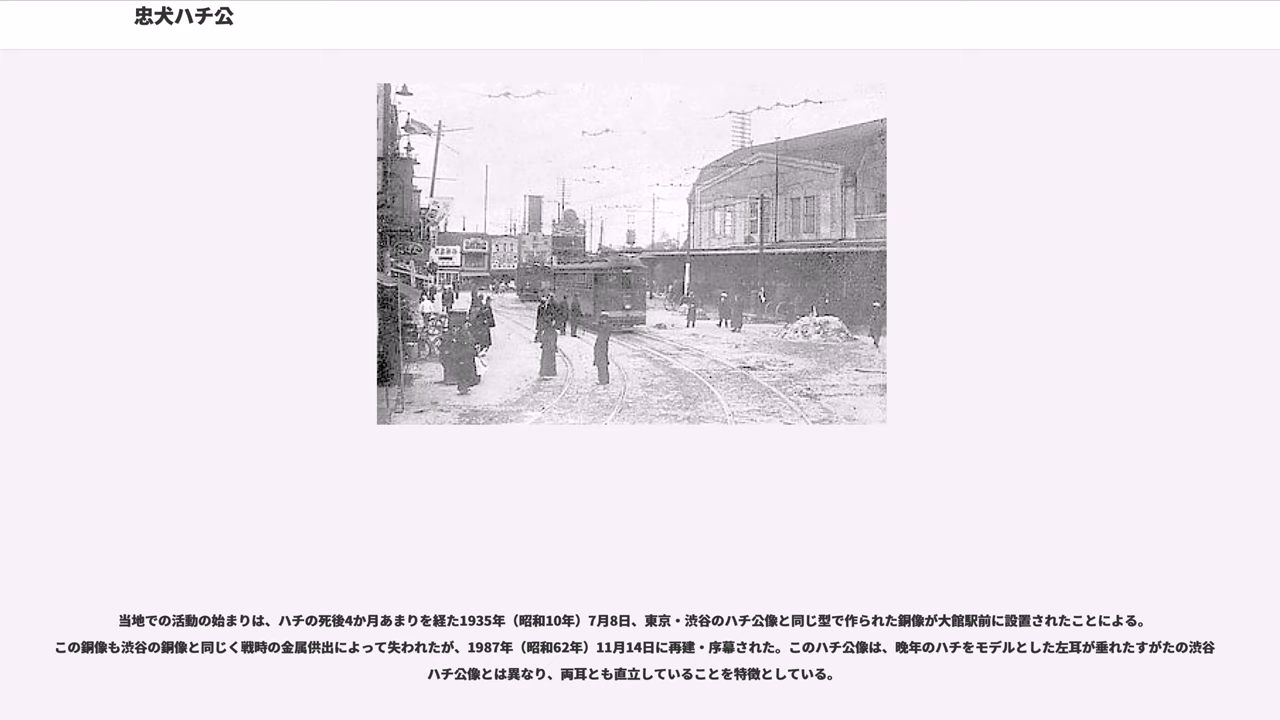 忠犬ハチ公
当地での活動の始まりは、ハチの死後4か月あまりを経た1935年（昭和10年）7月8日、東京・渋谷のハチ公像と同じ型で作られた銅像が大館駅前に設置されたことによる。
この銅像も渋谷の銅像と同じく戦時の金属供出によって失われたが、1987年（昭和62年）11月14日に再建・序幕された。このハチ公像は、晩年のハチをモデルとした左耳が垂れたすがたの渋谷
ハチ公像とは異なり、両耳とも直立していることを特徴としている。